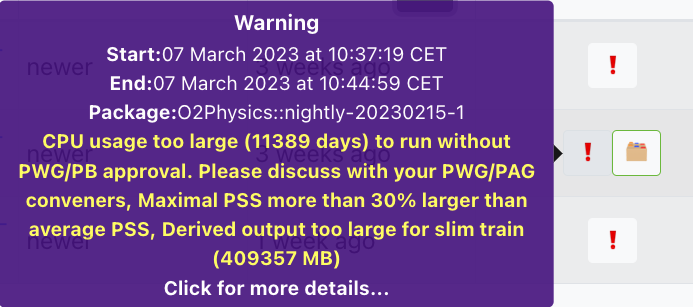 Warning
Start:07 March 2023 at 10:37:19 CET
End:07 March 2023 at 10:44:59 CET
Package:O2Physics::nightly-20230215-1
CPU usage too large (11389 days) to run without
PWG/PB approval. Please discuss with your PWG/PAG
conveners, Maximal PSS more than 30% larger than
average PSS, Derived output too large for slim train
(409357 MB)
Click for more details...
newer 3 weeks ago
newer 3 weeks ago
newer 1 week ago